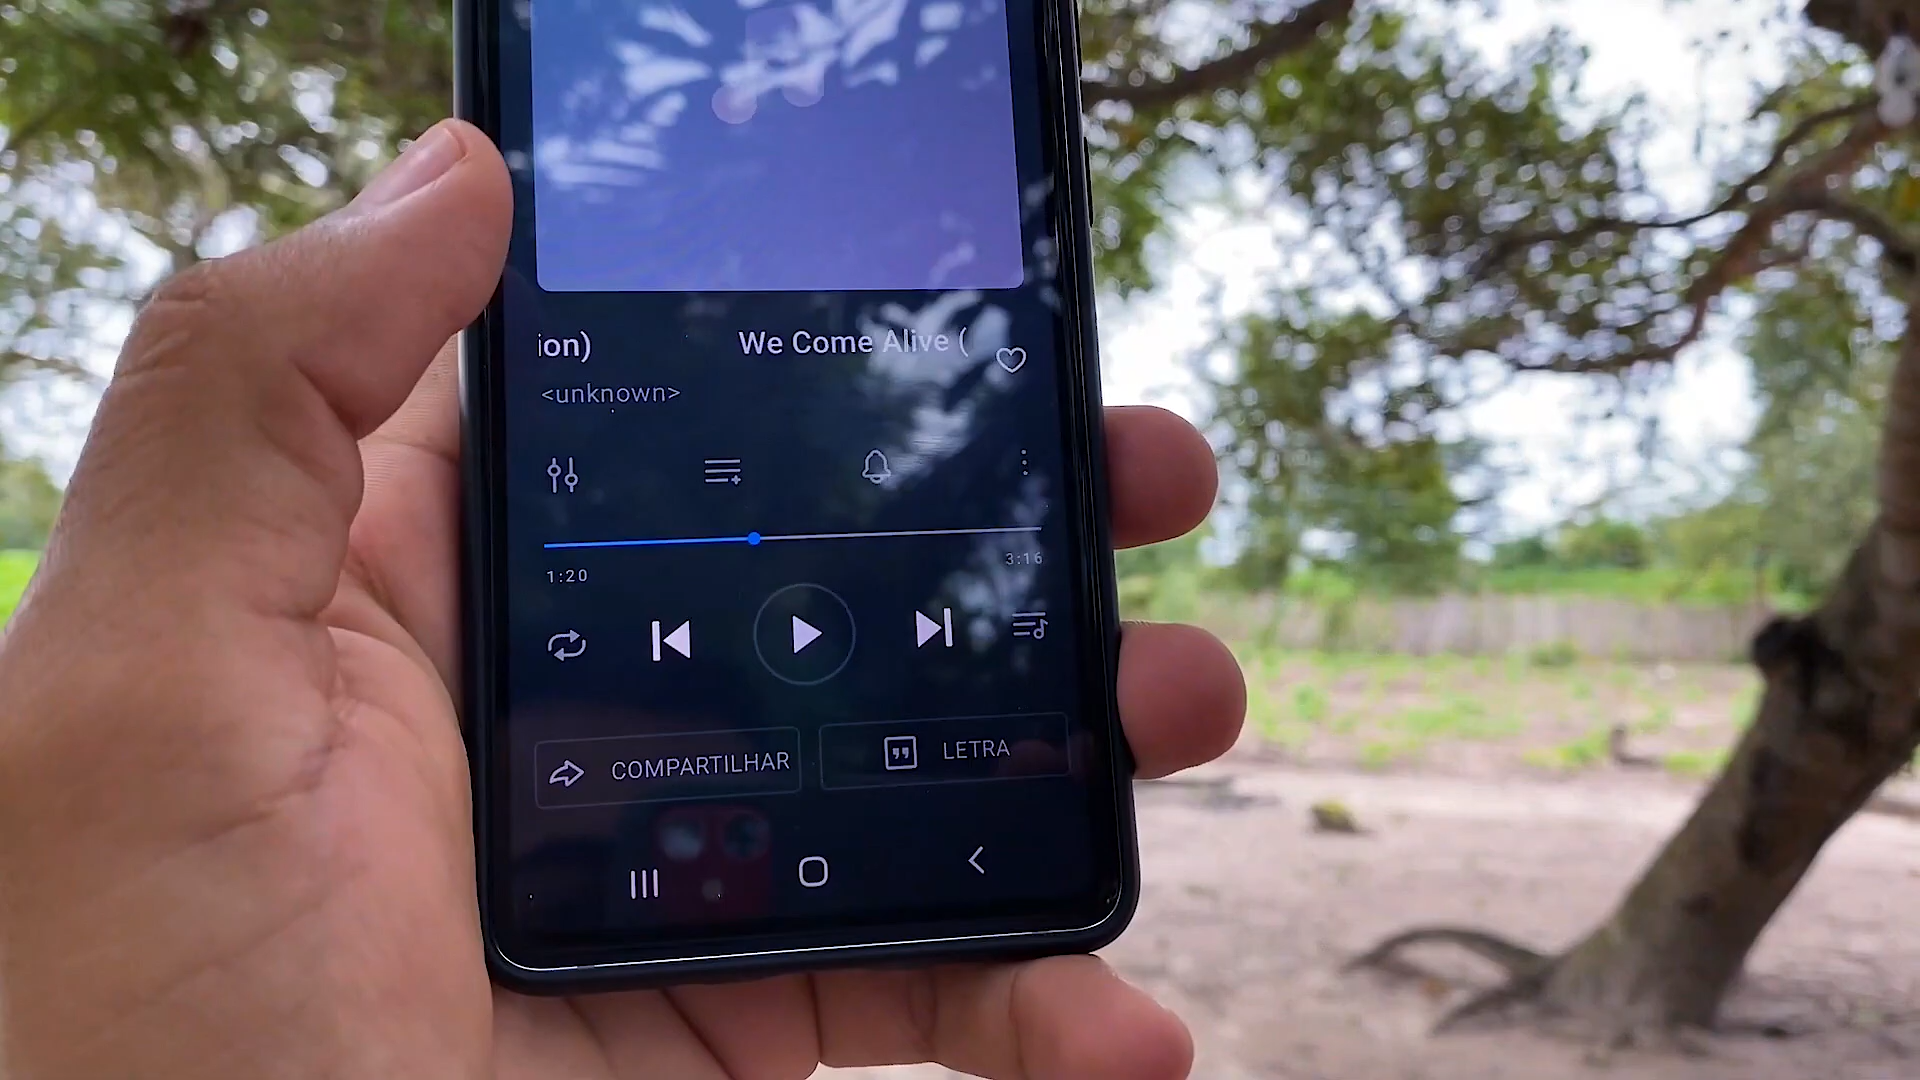 ion) We Come Alive (
<unknown>
1:20 3:16
COMPARTILHAR LETRA